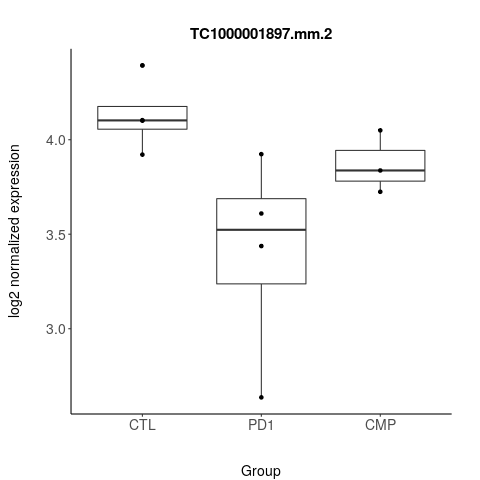 TC1000001897.mm.2
log2 normalized expression
4.0
3.5
3.0
CTL PD1 CMP
Group